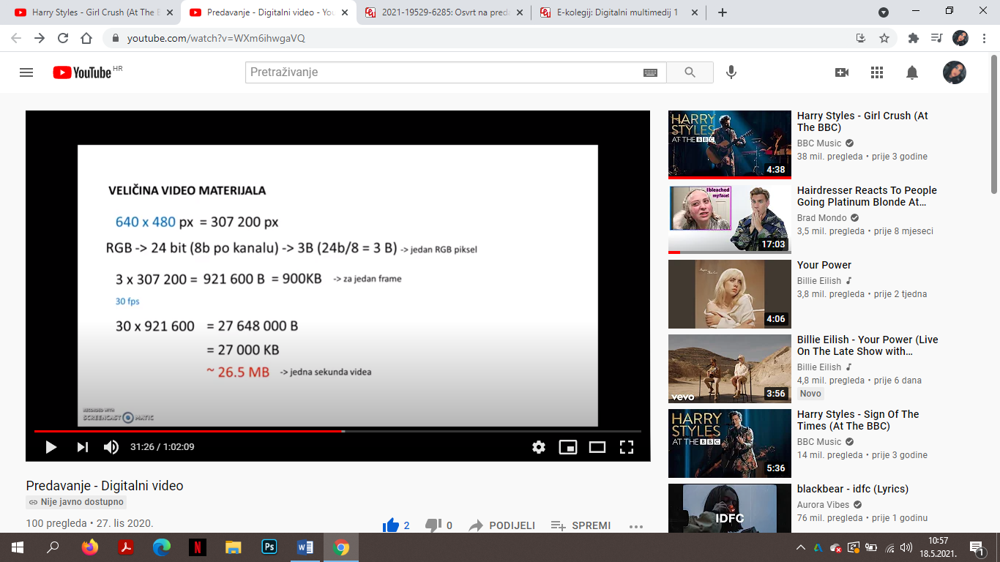 Harry Styles - Girl Crush (At The B
Predavanje - Digitalni video - You
2021-19529-6285: Osvrt na preda
E-kolegij: Digitalni multimedij 1
youtube.com/watch?v=WXm6ihwgaVQ
YouTube HR
Pretraživanje
VELIČINA VIDEO MATERIJALA
640 x 480 px = 307 200 px
RGB -> 24 bit (8b po kanalu) -> 3B (24b/8 = 3 B) -> jedan RGB piksel
3 x 307 200 = 921 600 B = 900KB -> za jedan frame
30 fps
30 x 921 600 = 27 648 000 B
= 27 000 KB
~ 26.5 MB -> jedna sekunda videa
RECORDED WITH
SCREENCAST MATIC
31:26 / 1:02:09
Predavanje - Digitalni video
Nije javno dostupno
100 pregleda • 27. lis 2020.
2
0
PODIJELI
SPREMI
HARRY
STYLES
AT THE BBC
4:38
Harry Styles - Girl Crush (At
The BBC)
BBC Music
38 mil. pregleda • prije 3 godine
I bleached
my face!
17:03
Hairdresser Reacts To People
Going Platinum Blonde At...
Brad Mondo
3,5 mil. pregleda • prije 8 mjeseci
4:06
Your Power
Billie Eilish
3,8 mil. pregleda • prije 2 tjedna
vevo
3:56
Billie Eilish - Your Power (Live
On The Late Show with...
Billie Eilish
4,8 mil. pregleda • prije 6 dana
Novo
HARRY
STYLES
AT THE BBC
5:36
Harry Styles - Sign Of The
Times (At The BBC)
BBC Music
14 mil. pregleda • prije 3 godine
IDFC
blackbear - idfc (Lyrics)
Aurora Vibes
76 mil. pregleda • prije 1 godinu
Ps
W
N
10:57
18.5.2021.
1